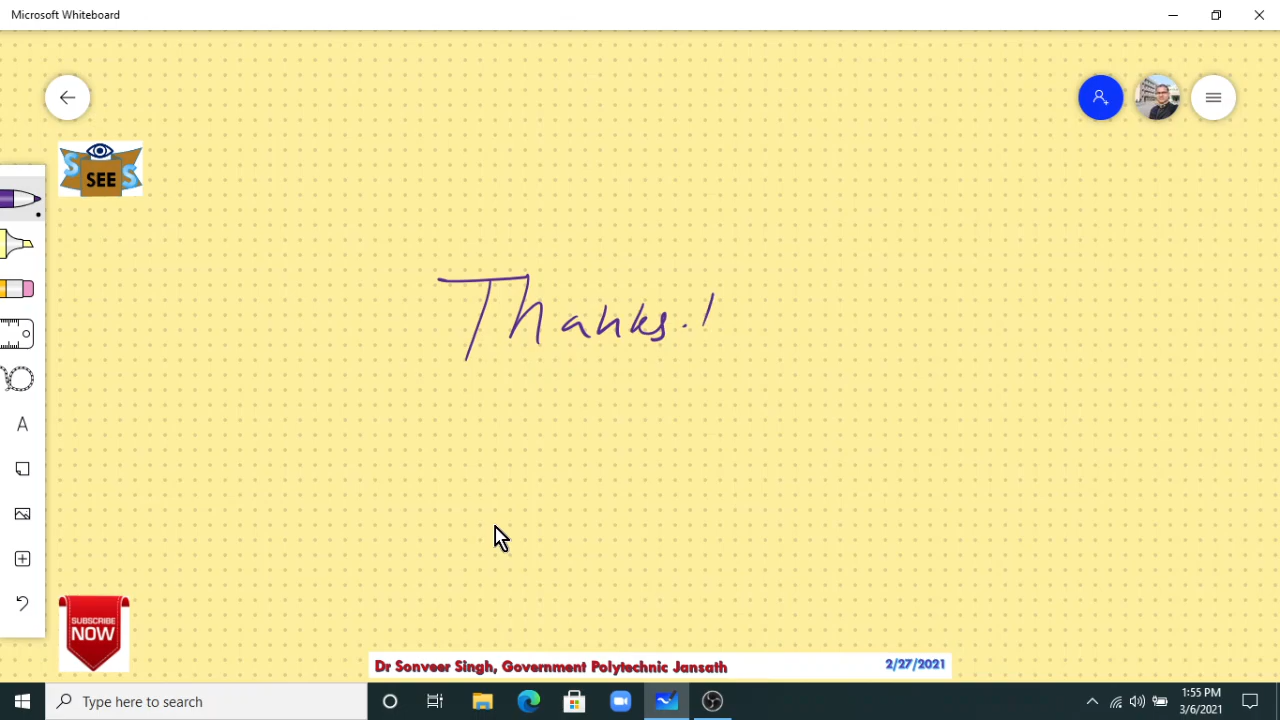 Microsoft Whiteboard
S SEE S
Thanks.!
A
SUBSCRIBE
NOW
Dr Sonveer Singh, Government Polytechnic Jansath
2/27/2021
Type here to search
1:55 PM
3/6/2021